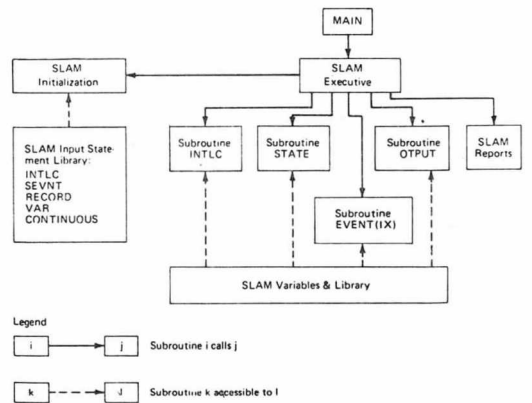 MAIN
SLAM
Initialization
SLAM
Executive
SLAM Input State-
ment Library:
INTLC
SEVNT
RECORD
VAR
CONTINUOUS
Subroutine
INTLC
Subroutine
STATE
Subroutine
OTPUT
SLAM
Reports
Subroutine
EVENT(IX)
SLAM Variables & Library
Legend
i
j
Subroutine i calls j
k
Subroutine k accessible to l